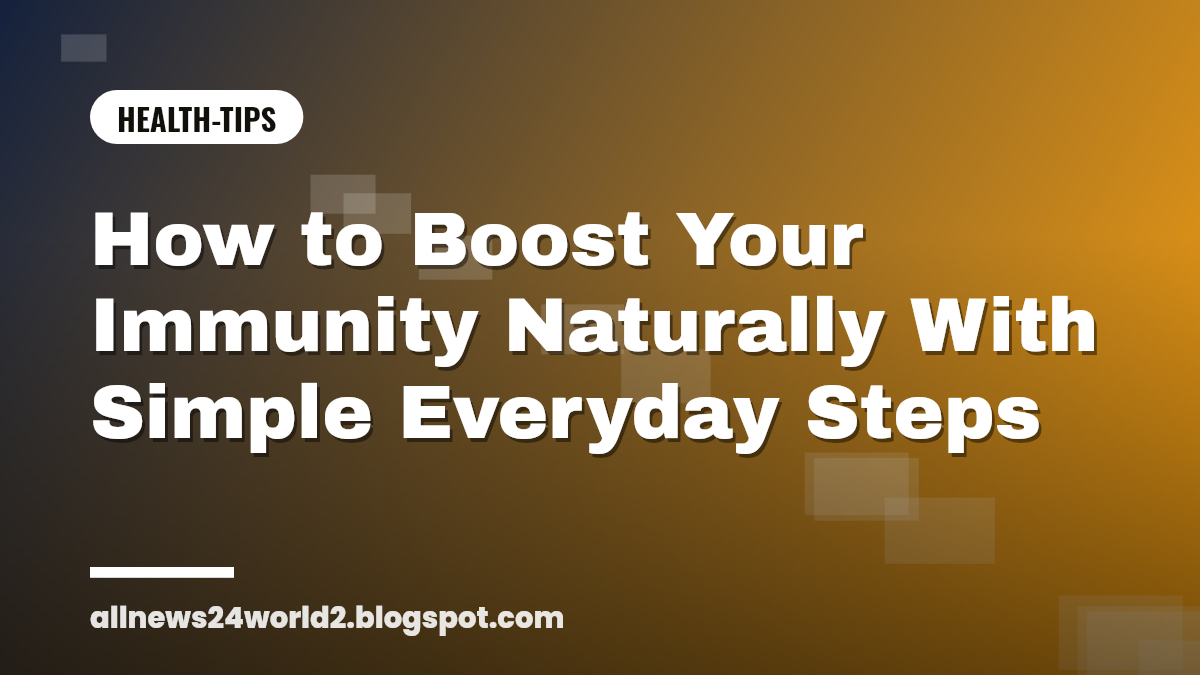 HEALTH-TIPS
How to Boost Your
Immunity Naturally With
Simple Everyday Steps
allnews24world2.blogspot.com